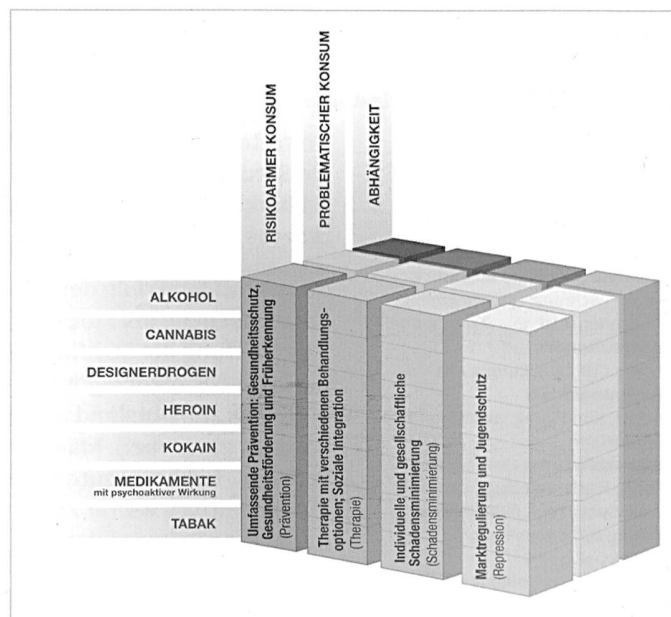 RISIKOARMER KONSUM
PROBLEMATISCHER KONSUM
ABHÄNGIGKEIT
ALKOHOL
CANNABIS
DESIGNERDROGEN
HEROIN
KOKAIN
MEDIKAMENTE
mit psychoaktiver Wirkung
TABAK
Umfassende Prävention: Gesundheitsschutz,
Gesundheitsförderung und Früherkennung
(Prävention)
Therapie mit verschiedenen Behandlungs-
optionen; Soziale Integration
(Therapie)
Individuelle und gesellschaftliche
Schadensminimierung
(Schadensminimierung)
Marktregulierung und Jugendschutz
(Repression)